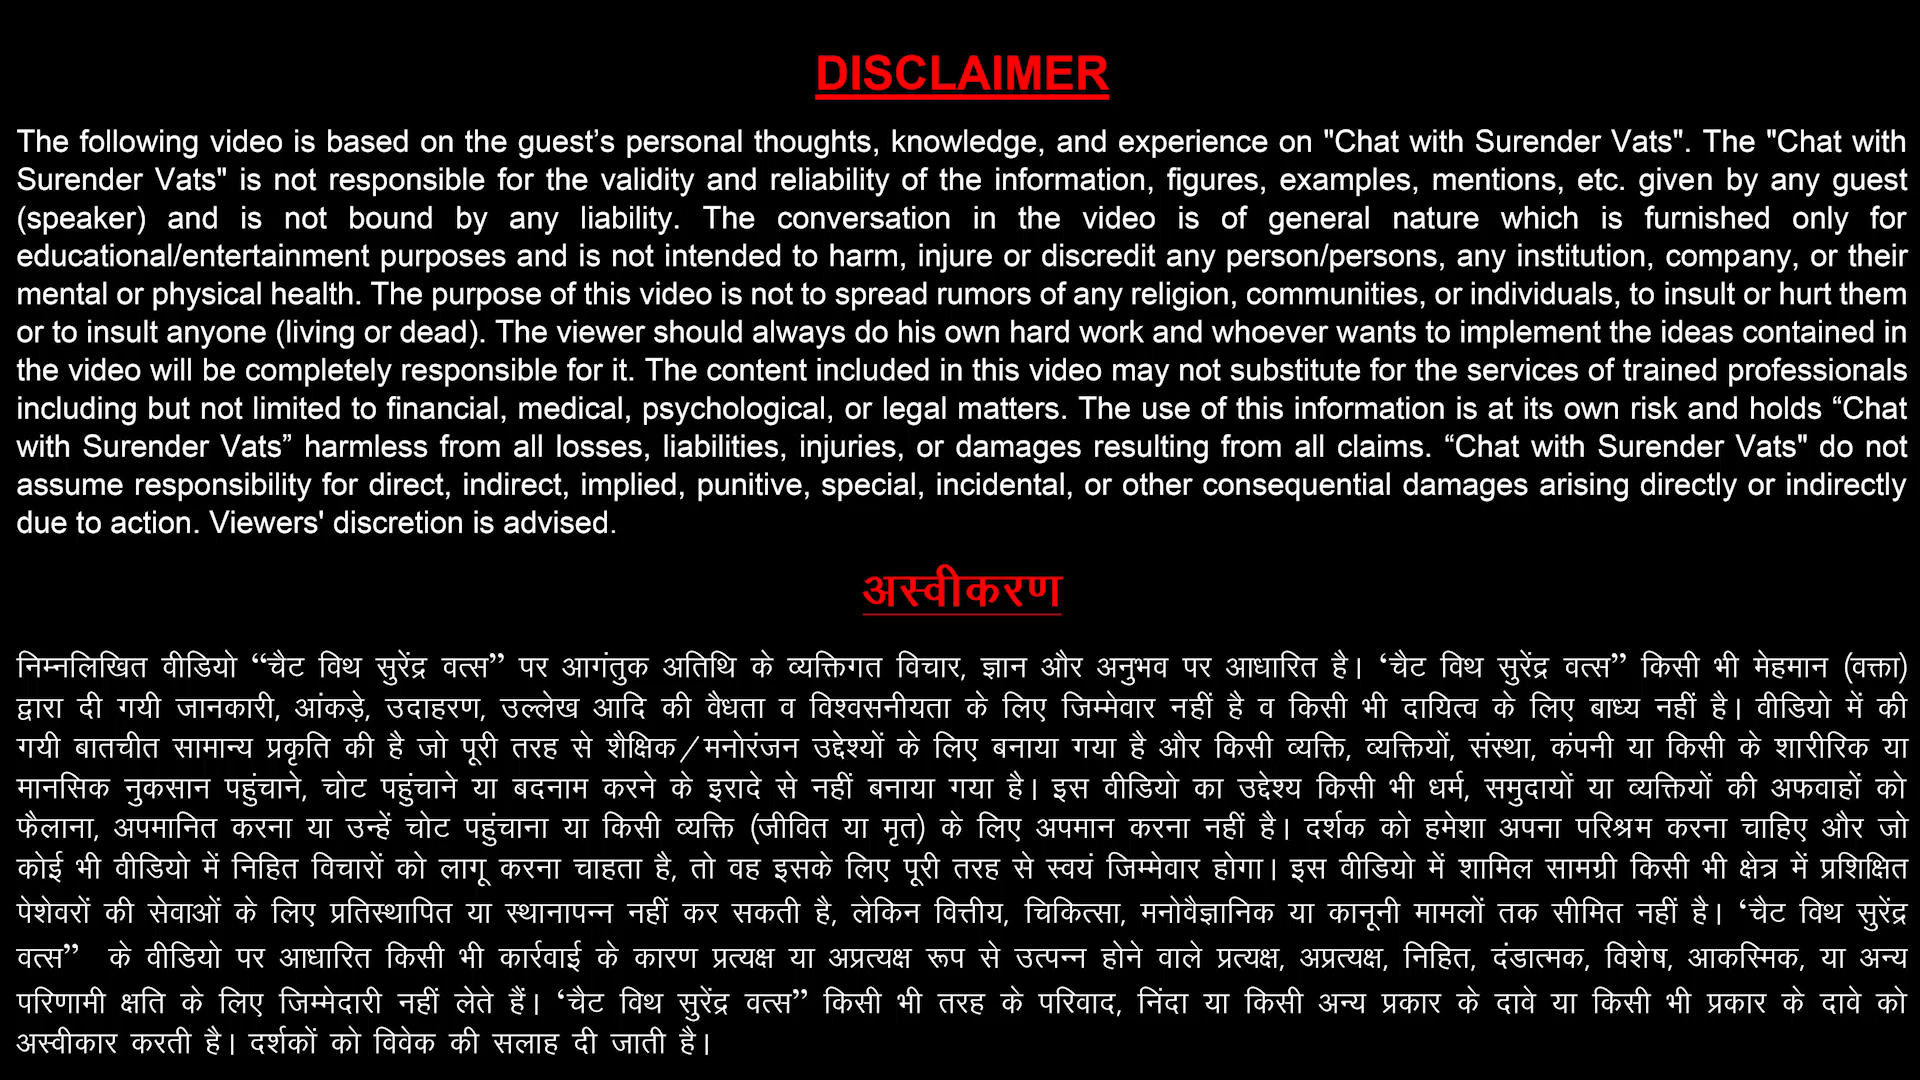 DISCLAIMER
The following video is based on the guest’s personal thoughts, knowledge, and experience on "Chat with Surender Vats". The "Chat with
Surender Vats" is not responsible for the validity and reliability of the information, figures, examples, mentions, etc. given by any guest
(speaker) and is not bound by any liability. The conversation in the video is of general nature which is furnished only for
educational/entertainment purposes and is not intended to harm, injure or discredit any person/persons, any institution, company, or their
mental or physical health. The purpose of this video is not to spread rumors of any religion, communities, or individuals, to insult or hurt them
or to insult anyone (living or dead). The viewer should always do his own hard work and whoever wants to implement the ideas contained in
the video will be completely responsible for it. The content included in this video may not substitute for the services of trained professionals
including but not limited to financial, medical, psychological, or legal matters. The use of this information is at its own risk and holds “Chat
with Surender Vats” harmless from all losses, liabilities, injuries, or damages resulting from all claims. “Chat with Surender Vats" do not
assume responsibility for direct, indirect, implied, punitive, special, incidental, or other consequential damages arising directly or indirectly
due to action. Viewers' discretion is advised.
अस्वीकरण
निम्नलिखित वीडियो “चैट विथ सुरेंद्र वत्स” पर आगंतुक अतिथि के व्यक्तिगत विचार, ज्ञान और अनुभव पर आधारित है। ‘चैट विथ सुरेंद्र वत्स” किसी भी मेहमान (वक्ता)
द्वारा दी गयी जानकारी, आंकड़े, उदाहरण, उल्लेख आदि की वैधता व विश्वसनीयता के लिए जिम्मेवार नहीं है व किसी भी दायित्व के लिए बाध्य नहीं है। वीडियो में की
गयी बातचीत सामान्य प्रकृति की है जो पूरी तरह से शैक्षिक/मनोरंजन उद्देश्यों के लिए बनाया गया है और किसी व्यक्ति, व्यक्तियों, संस्था, कंपनी या किसी के शारीरिक या
मानसिक नुकसान पहुंचाने, चोट पहुंचाने या बदनाम करने के इरादे से नहीं बनाया गया है। इस वीडियो का उद्देश्य किसी भी धर्म, समुदायों या व्यक्तियों की अफवाहों को
फैलाना, अपमानित करना या उन्हें चोट पहुंचाना या किसी व्यक्ति (जीवित या मृत) के लिए अपमान करना नहीं है। दर्शक को हमेशा अपना परिश्रम करना चाहिए और जो
कोई भी वीडियो में निहित विचारों को लागू करना चाहता है, तो वह इसके लिए पूरी तरह से स्वयं जिम्मेवार होगा। इस वीडियो में शामिल सामग्री किसी भी क्षेत्र में प्रशिक्षित
पेशेवरों की सेवाओं के लिए प्रतिस्थापित या स्थानापन्न नहीं कर सकती है, लेकिन वित्तीय, चिकित्सा, मनोवैज्ञानिक या कानूनी मामलों तक सीमित नहीं है। ‘चैट विथ सुरेंद्र
वत्स” के वीडियो पर आधारित किसी भी कार्रवाई के कारण प्रत्यक्ष या अप्रत्यक्ष रूप से उत्पन्न होने वाले प्रत्यक्ष, अप्रत्यक्ष, निहित, दंडात्मक, विशेष, आकस्मिक, या अन्य
परिणामी क्षति के लिए जिम्मेदारी नहीं लेते हैं। ‘चैट विथ सुरेंद्र वत्स” किसी भी तरह के परिवाद, निंदा या किसी अन्य प्रकार के दावे या किसी भी प्रकार के दावे को
अस्वीकार करती है। दर्शकों को विवेक की सलाह दी जाती है।